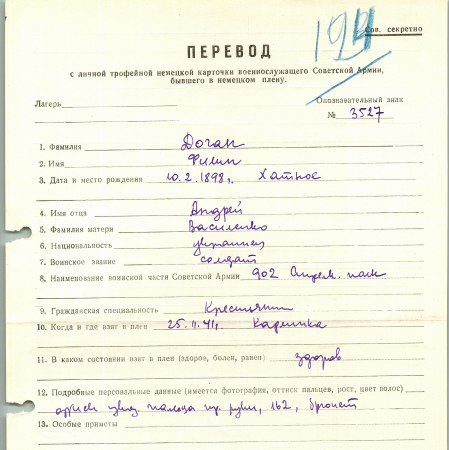 194
Сов. секретно
ПЕРЕВОД
с личной трофейной немецкой карточки военнослужащего Советской Армии,
бывшего в немецком плену.
Лагерь
Опознавательный знак
№ 3527
1. Фамилия Доган
2. Имя Филип
3. Дата и место рождения 10.2.1898г. Хатное
4. Имя отца Андрей
5. Фамилия матери Василенко
6. Национальность украинец
7. Воинское звание солдат
8. Наименование воинской части Советской Армии 902 Стрелк. полк
9. Гражданская специальность Крестьянин
10. Когда и где взят в плен 25.11.41г. Каменка
11. В каком состоянии взят в плен (здоров, болен, ранен) здоров
12. Подробные персональные данные (имеется фотография, оттиск пальцев, рост, цвет волос)
оттиск указ. пальца пр. руки, 162, брюнет
13. Особые приметы